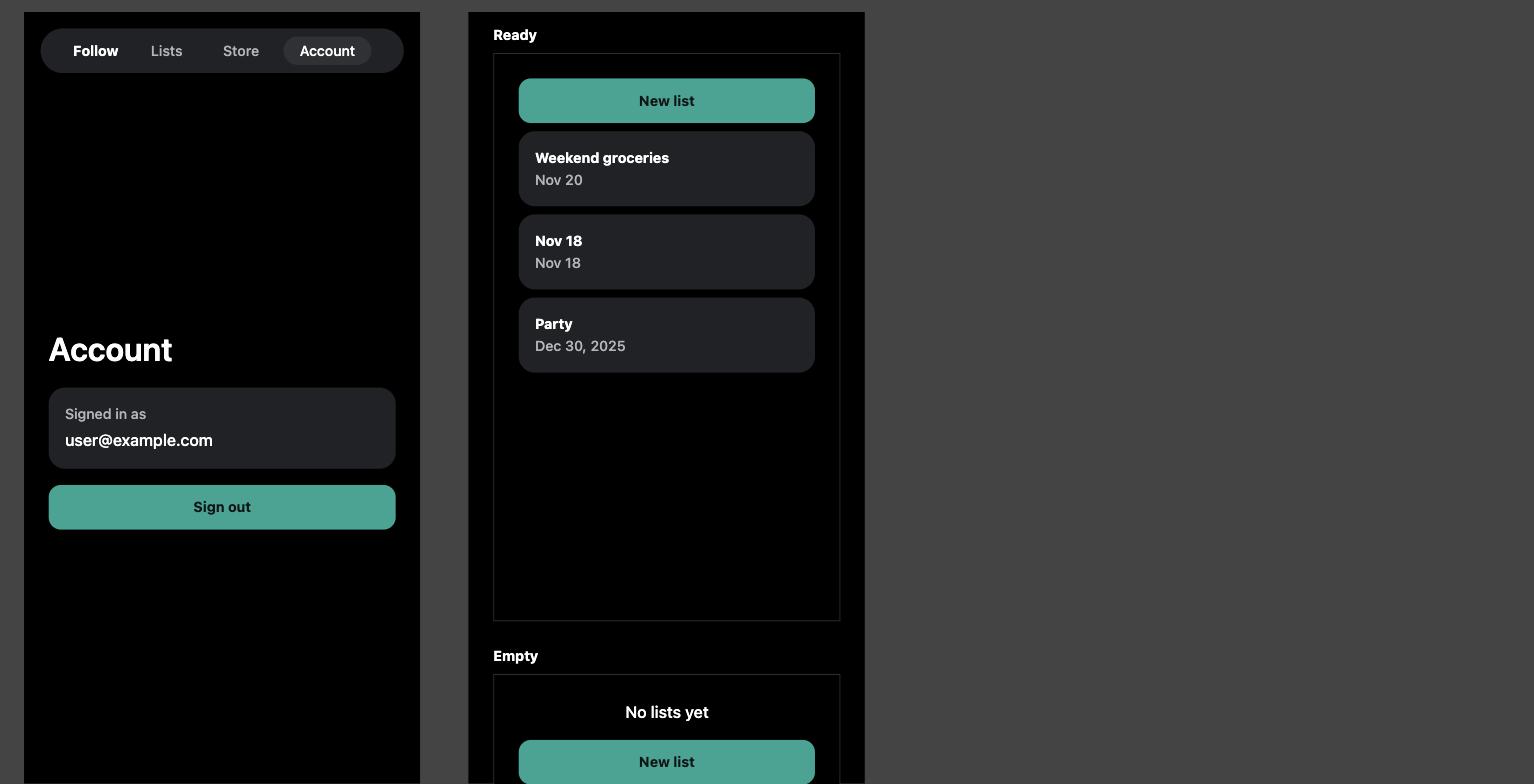 Follow Lists Store Account
Account
Signed in as
user@example.com
Sign out
Ready
New list
Weekend groceries
Nov 20
Nov 18
Nov 18
Party
Dec 30, 2025
Empty
No lists yet
New list